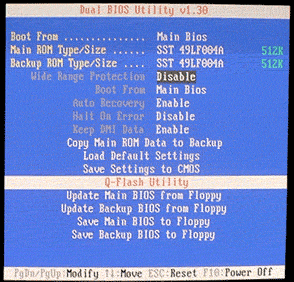 Dual BIOS Utility v1.30
Boot From ............... Main Bios
Main ROM Type/Size ...... SST 49LF004A 512K
Backup ROM Type/Size .... SST 49LF004A 512K
Wide Range Protection Disable
Boot From Main Bios
Auto Recovery Enable
Halt On Error Disable
Keep DMI Data Enable
Copy Main ROM Data to Backup
Load Default Settings
Save Settings to CMOS
Q-Flash Utility
Update Main BIOS from Floppy
Update Backup BIOS from Floppy
Save Main BIOS to Floppy
Save Backup BIOS to Floppy
PgDn/PgUp:Modify ↑↓:Move ESC:Reset F10:Power Off